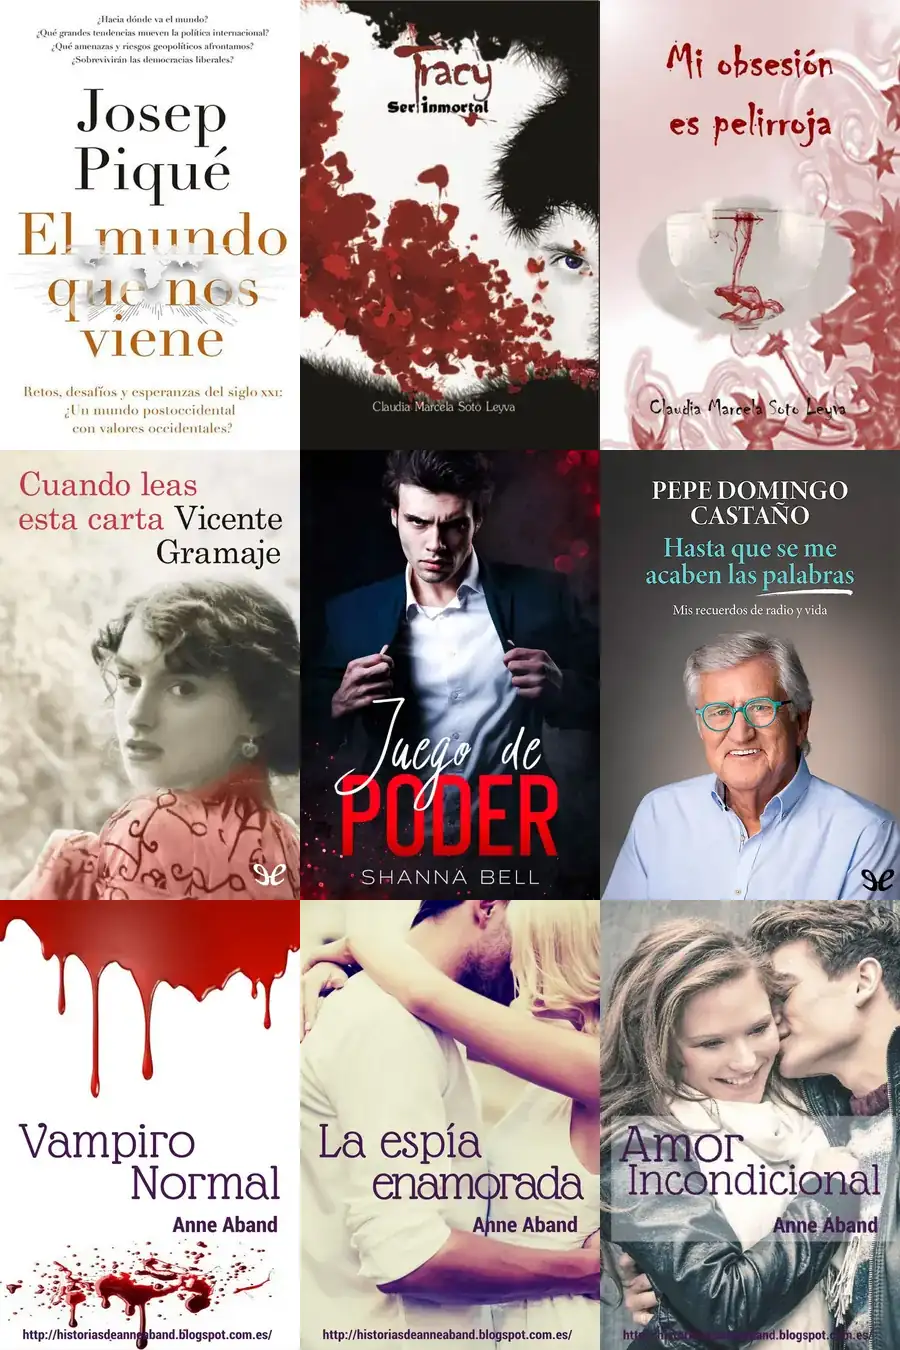 ¿Hacia dónde va el mundo?
¿Qué grandes tendencias mueven la política internacional?
¿Qué amenazas y riesgos geopolíticos afrontamos?
¿Sobrevivirán las democracias liberales?
Josep
Piqué
El mundo
que nos
viene
Retos, desafíos y esperanzas del siglo XXI:
¿Un mundo postoccidental
con valores occidentales?
Tracy
Ser inmortal
Claudia Marcela Soto Leyva
Mi obsesión
es pelirroja
Claudia Marcela Soto Leyva
Cuando leas
esta carta Vicente
Gramaje
Juego de
PODER
SHANNA BELL
PEPE DOMINGO
CASTAÑO
Hasta que se me
acaben las palabras
Mis recuerdos de radio y vida
Vampiro
Normal
Anne Aband
http://historiasdeanneaband.blogspot.com.es/
La espía
enamorada
Anne Aband
http://historiasdeanneaband.blogspot.com.es/
Amor
Incondicional
Anne Aband
http://historiasdeanneaband.blogspot.com.es/